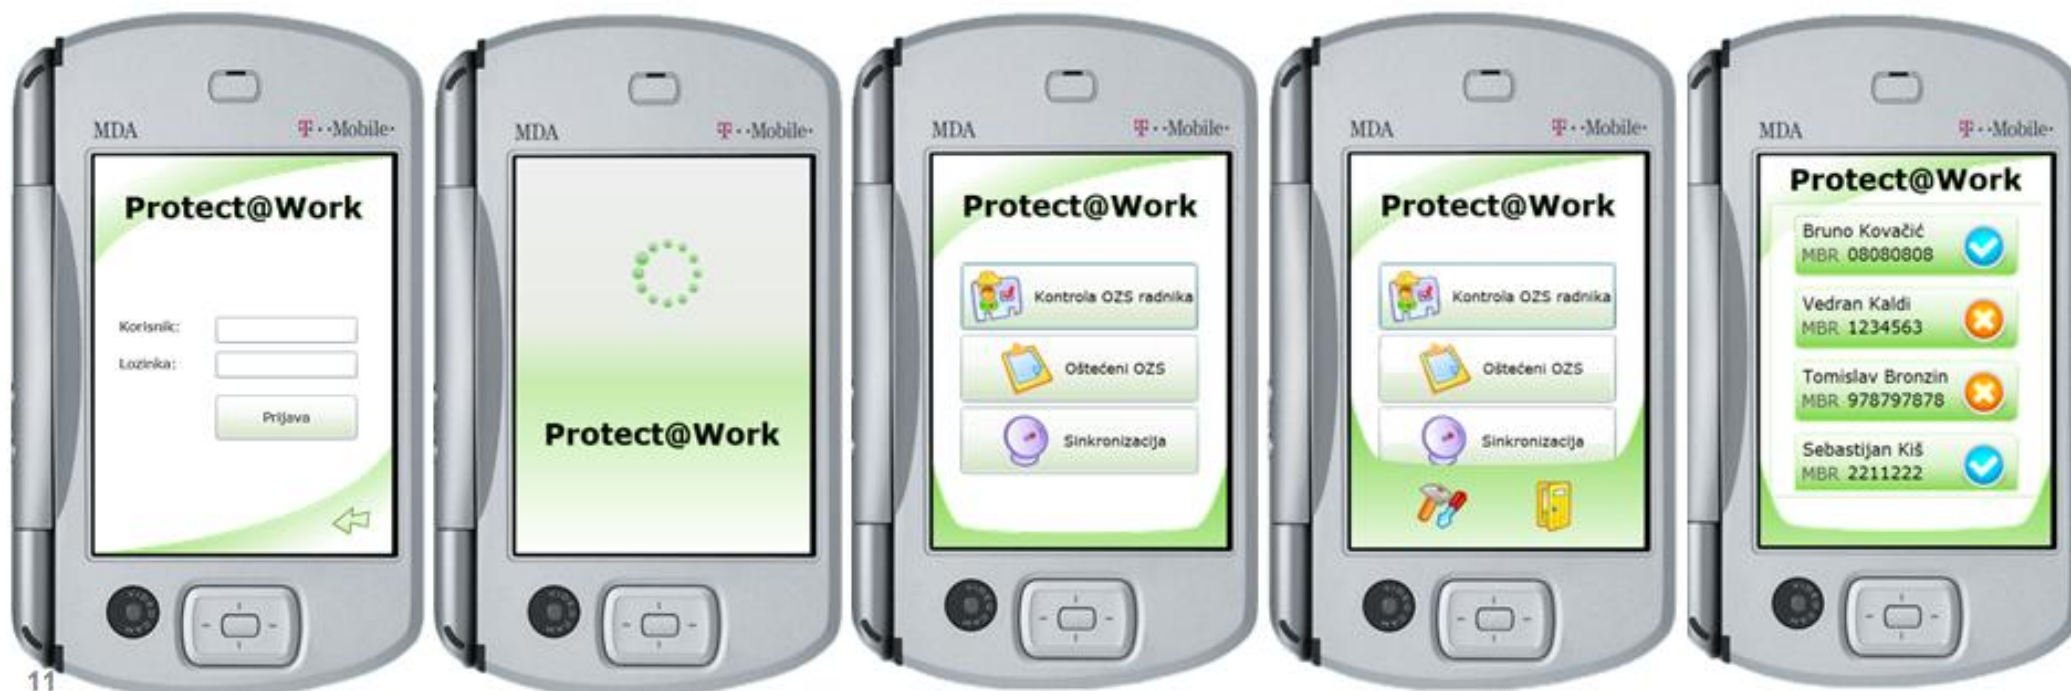 MDA T··Mobile·
Protect@Work
Korisnik:
Lozinka:
Prijava
MDA T··Mobile·
Protect@Work
MDA T··Mobile·
Protect@Work
Kontrola OZS radnika
Oštećeni OZS
Sinkronizacija
MDA T··Mobile·
Protect@Work
Kontrola OZS radnika
Oštećeni OZS
Sinkronizacija
MDA T··Mobile·
Protect@Work
Bruno Kovačić
MBR 08080808
Vedran Kaldi
MBR 1234563
Tomislav Bronzin
MBR 978797878
Sebastijan Kiš
MBR 2211222
11